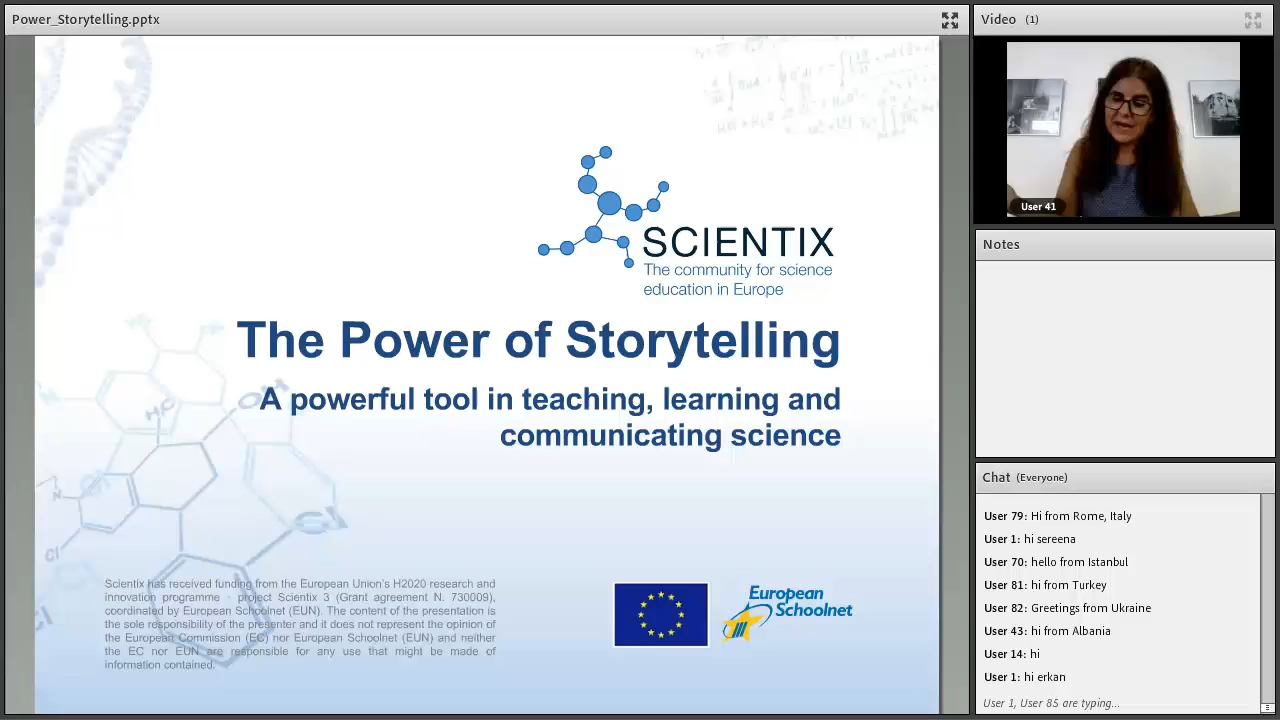 Power_Storytelling.pptx
SCIENTIX
The community for science
education in Europe
The Power of Storytelling
A powerful tool in teaching, learning and
communicating science
HC
OH
N
Cl
Scientix has received funding from the European Union's H2020 research and
innovation programme - project Scientix 3 (Grant agreement N. 730009),
coordinated by European Schoolnet (EUN). The content of the presentation is
the sole responsibility of the presenter and it does not represent the opinion of
the European Commission (EC) nor European Schoolnet (EUN) and neither
the EC nor EUN are responsible for any use that might be made of
information contained.
European
Schoolnet
Video (1)
User 41
Notes
Chat (Everyone)
User 79: Hi from Rome, Italy
User 1: hi sereena
User 70: hello from Istanbul
User 81: hi from Turkey
User 82: Greetings from Ukraine
User 43: hi from Albania
User 14: hi
User 1: hi erkan
User 1, User 85 are typing...